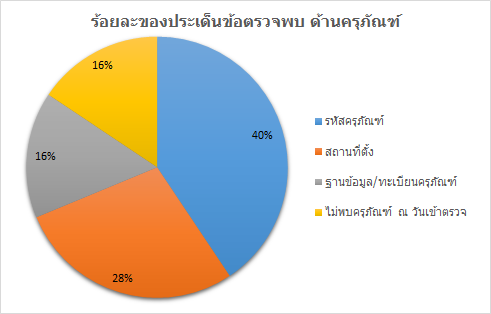 ร้อยละของประเด็นข้อตรวจพบ ด้านครุภัณฑ์
16%
40%
16%
28%
รหัสครุภัณฑ์
สถานที่ตั้ง
ฐานข้อมูล/ทะเบียนครุภัณฑ์
ไม่พบครุภัณฑ์ ณ วันเข้าตรวจ